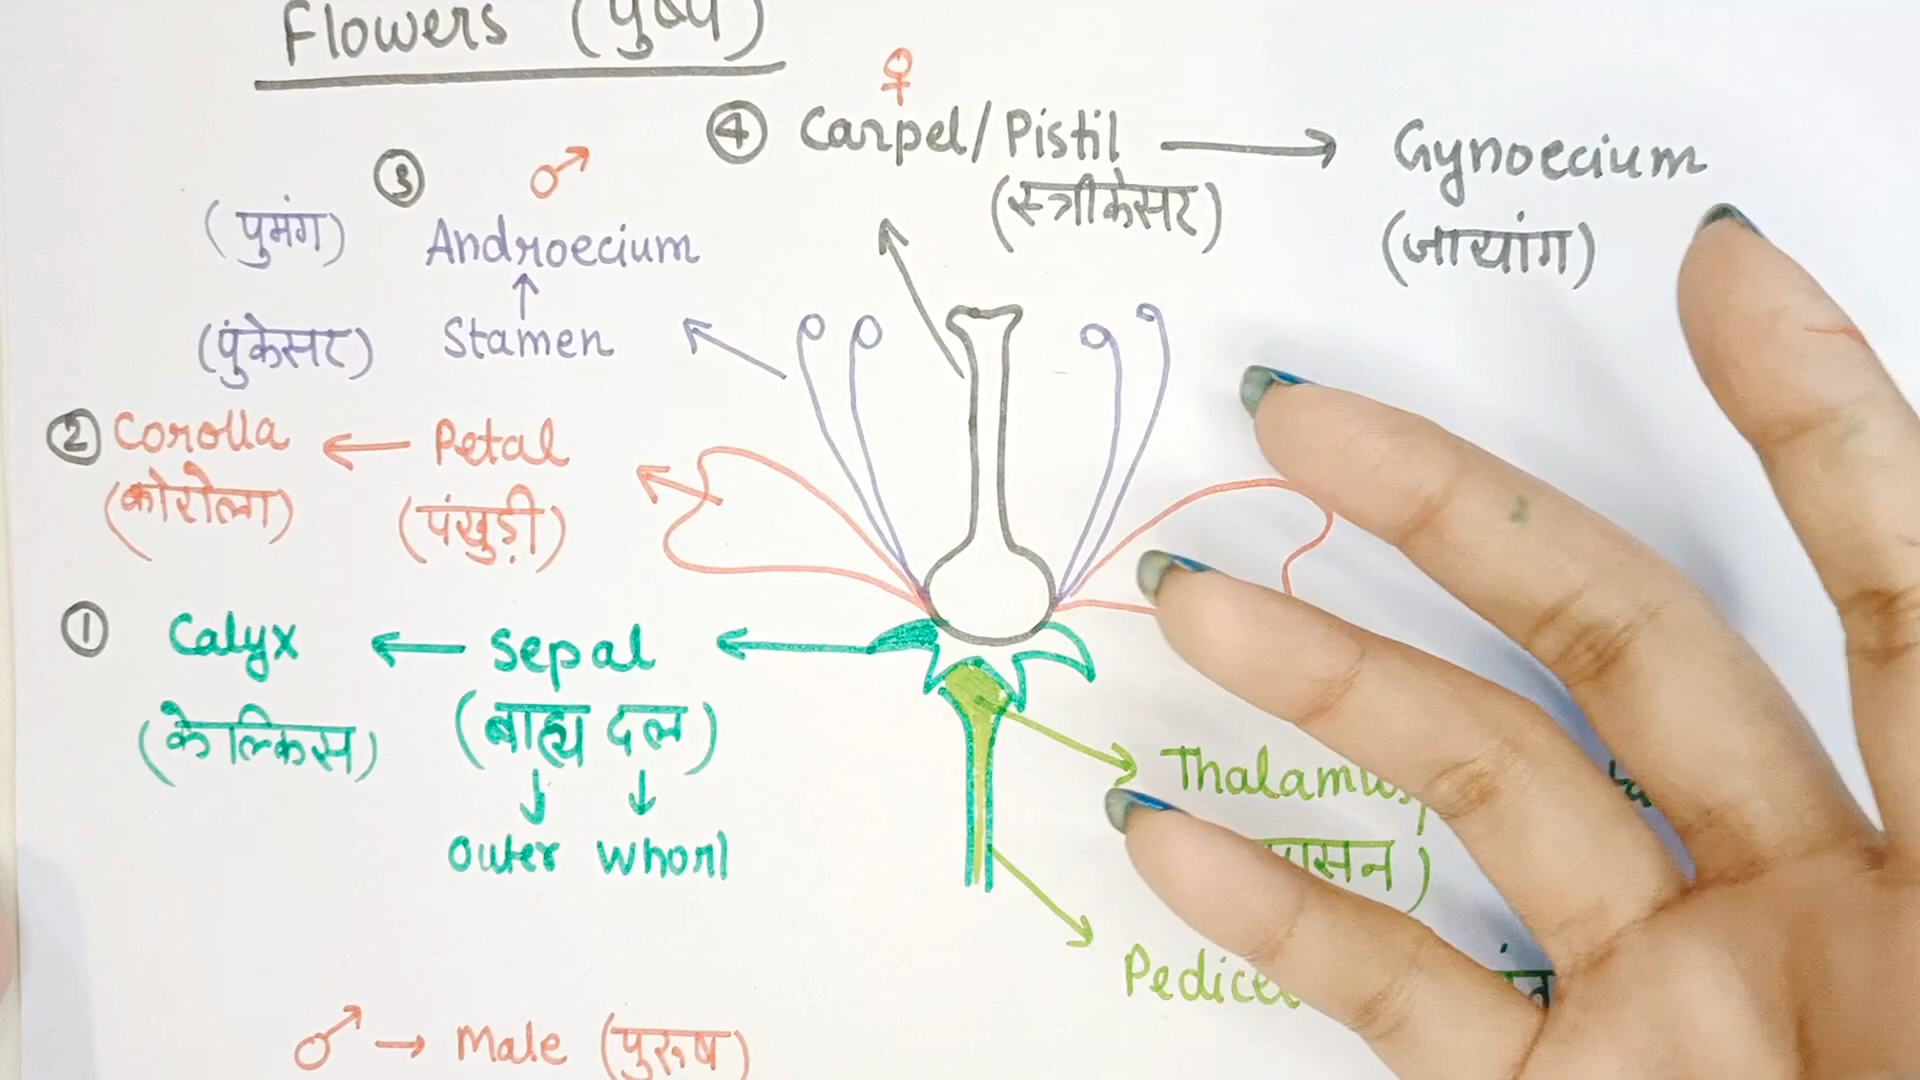 Flowers (पुष्प)
♀
④ Carpel/Pistil → Gynoecium
(स्त्रीकेसर) (जायांग)
③ ♂
(पुमंग) Androecium
↑
(पुंकेसर) Stamen
② Corolla ← Petal
(कोरोला) (पंखुड़ी)
① Calyx ← Sepal
(केल्किस) (बाह्य दल)
Outer Whorl
Thalamus
Pedicel
♂ → Male (पुरुष)